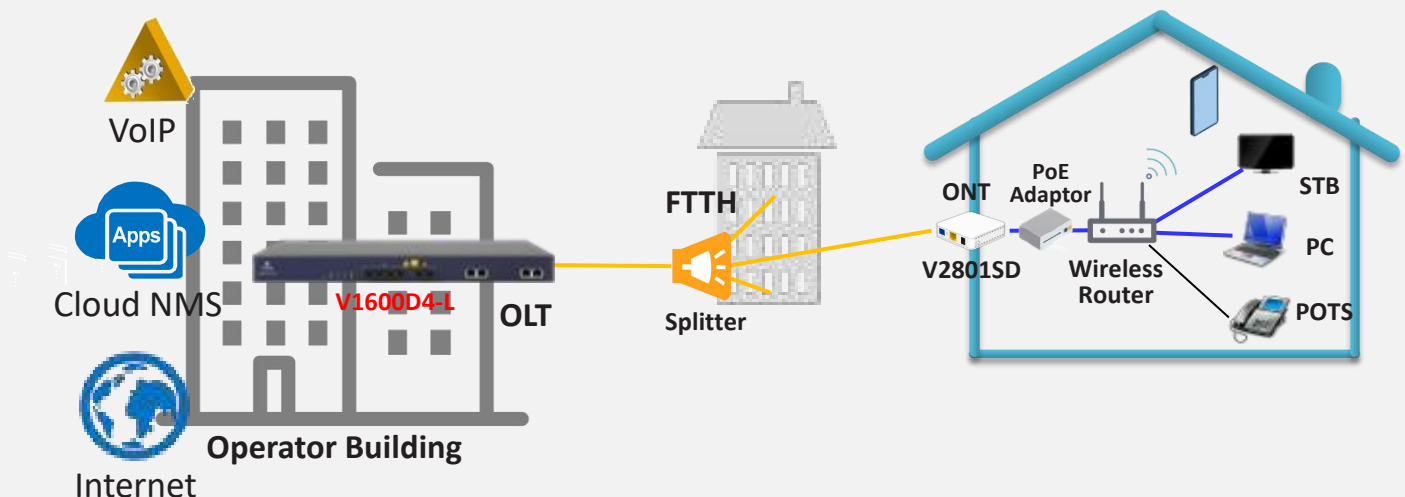 VoIP
Apps
Cloud NMS
Internet
V1600D4-L
OLT
Operator Building
FTTH
Splitter
ONT
V2801SD
PoE
Adaptor
Wireless
Router
STB
PC
POTS